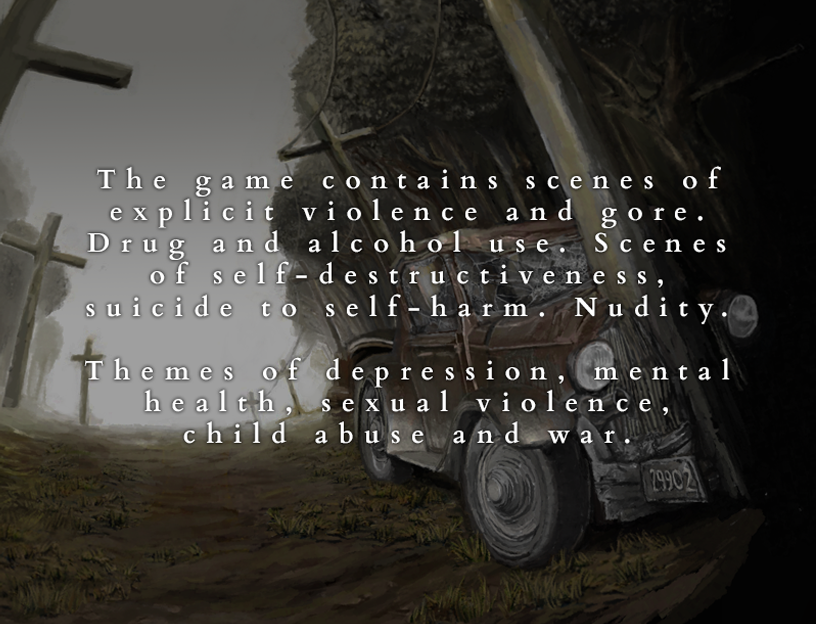 The game contains scenes of
explicit violence and gore.
Drug and alcohol use. Scenes
of self-destructiveness,
suicide to self-harm. Nudity.
Themes of depression, mental
health, sexual violence,
child abuse and war.
79902